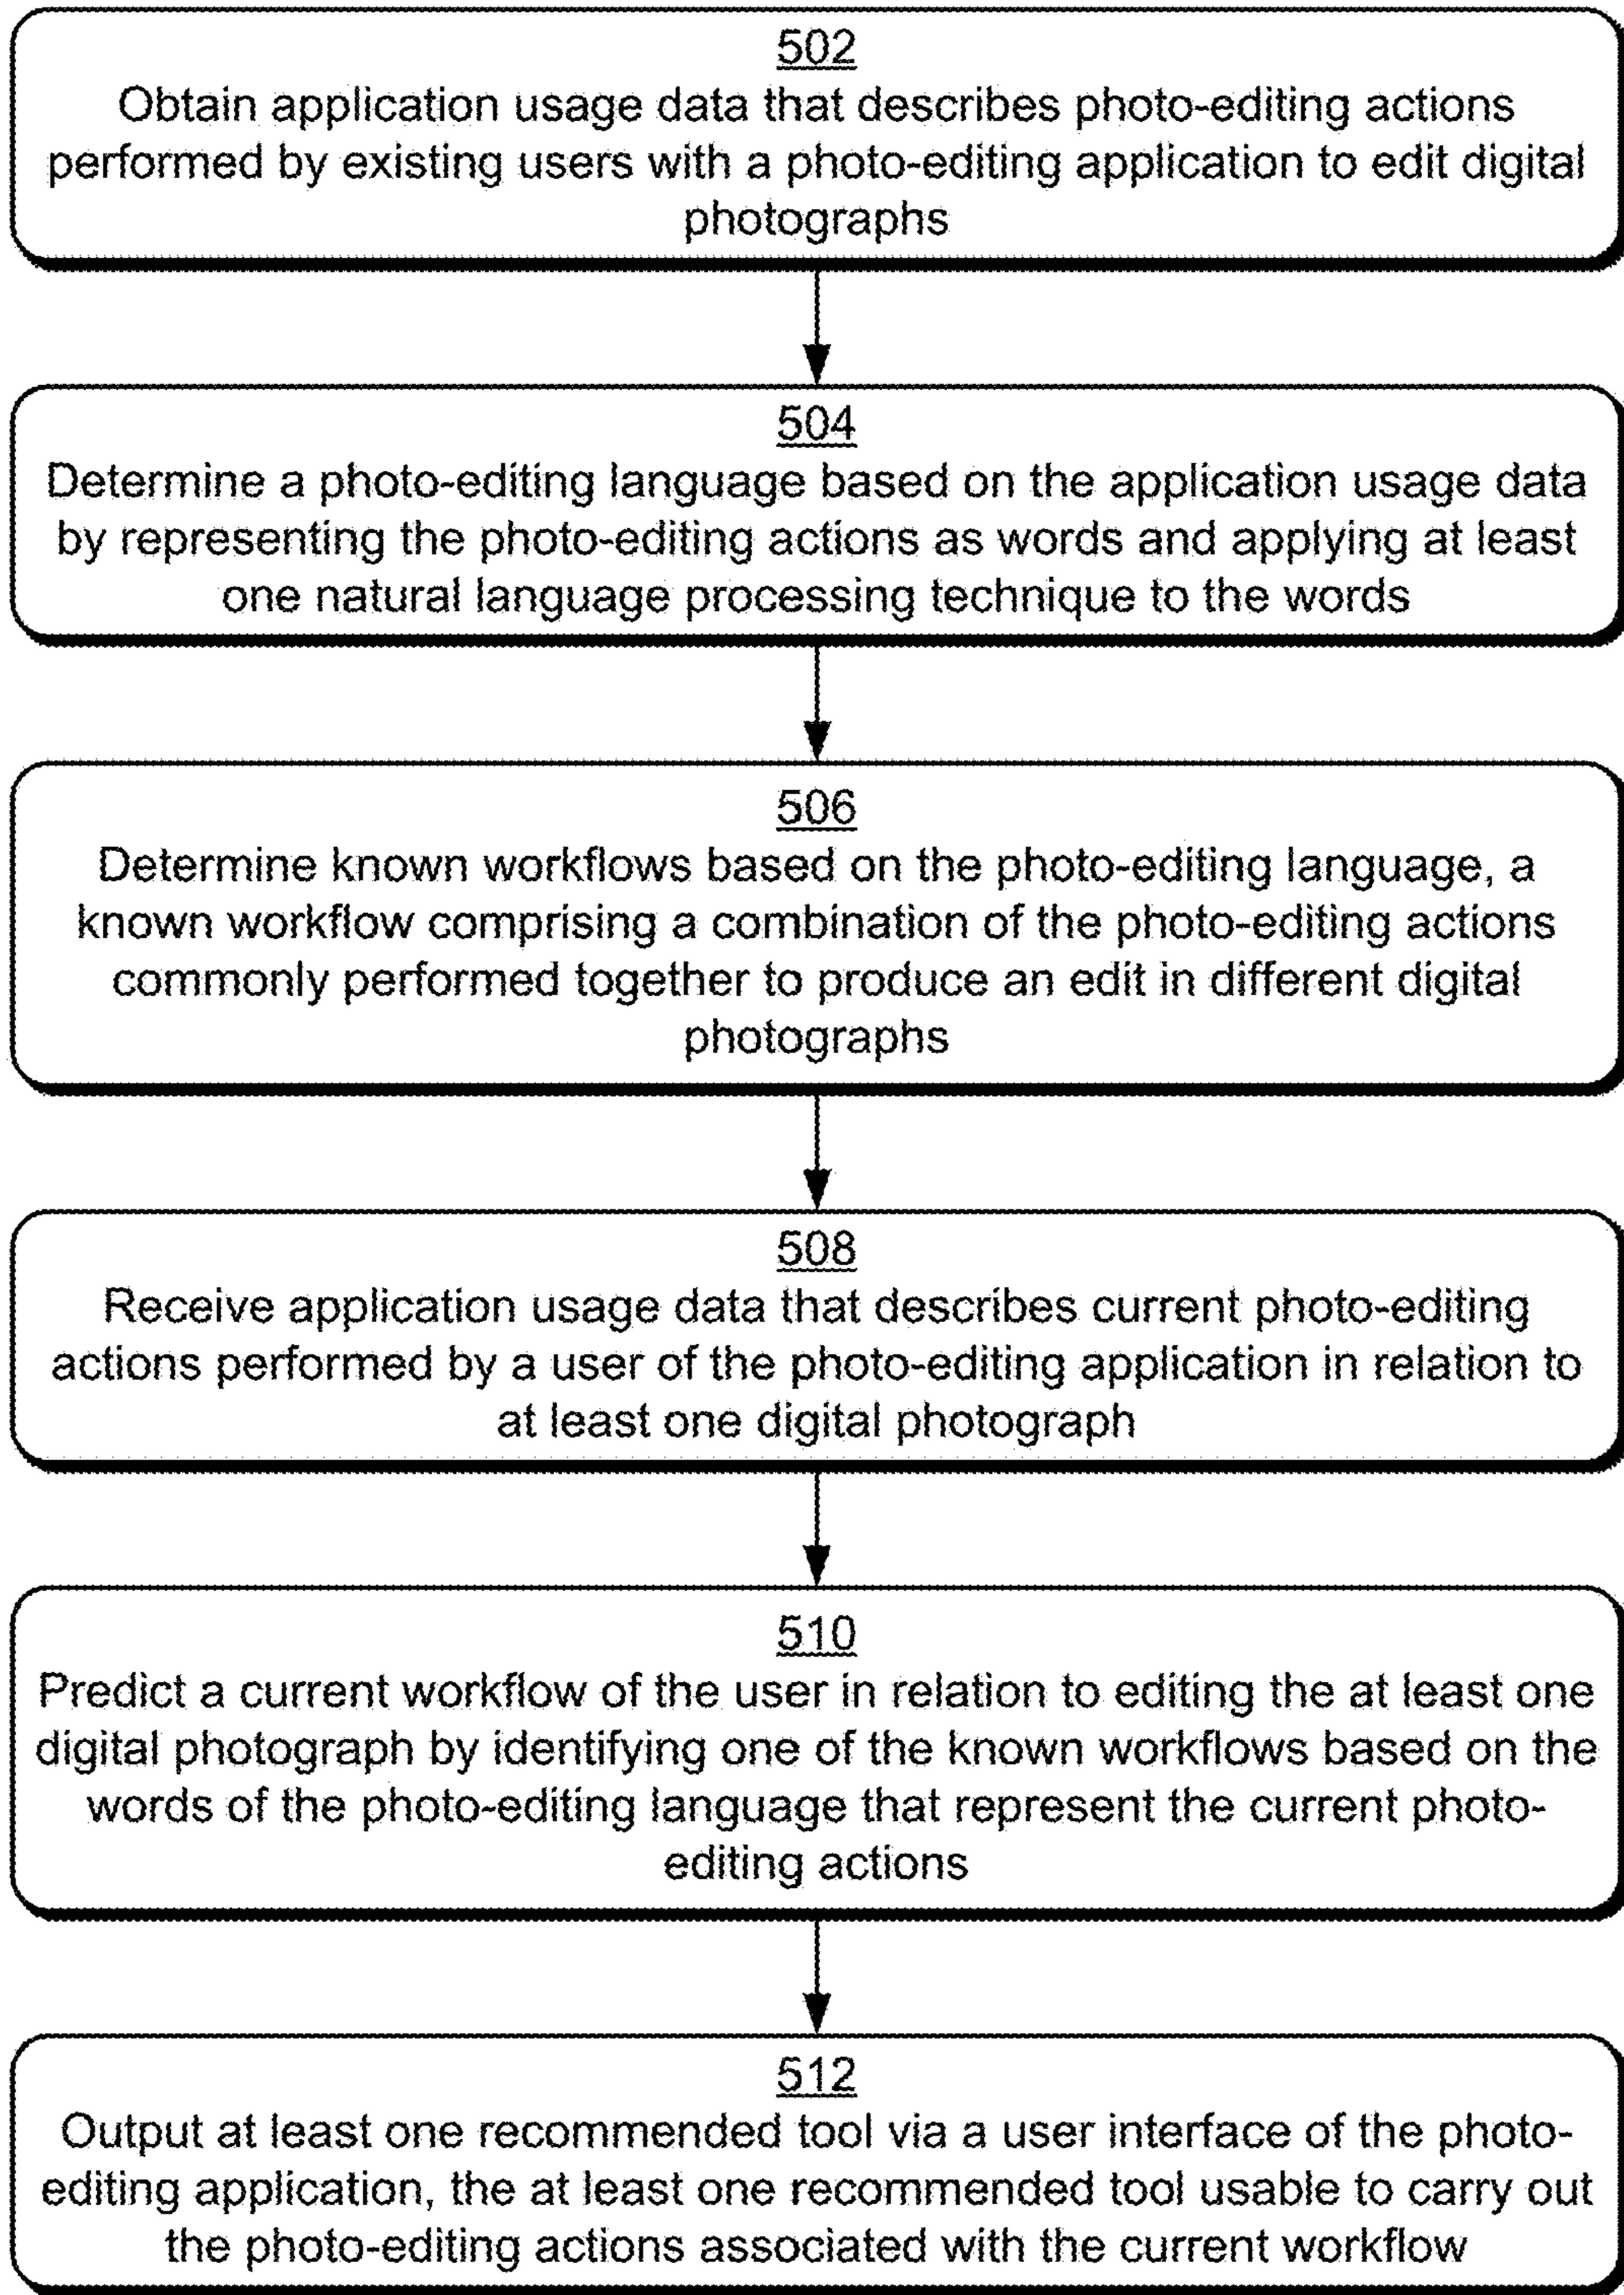 502
Obtain application usage data that describes photo-editing actions
performed by existing users with a photo-editing application to edit digital
photographs
504
Determine a photo-editing language based on the application usage data
by representing the photo-editing actions as words and applying at least
one natural language processing technique to the words
506
Determine known workflows based on the photo-editing language, a
known workflow comprising a combination of the photo-editing actions
commonly performed together to produce an edit in different digital
photographs
508
Receive application usage data that describes current photo-editing
actions performed by a user of the photo-editing application in relation to
at least one digital photograph
510
Predict a current workflow of the user in relation to editing the at least one
digital photograph by identifying one of the known workflows based on the
words of the photo-editing language that represent the current photo-
editing actions
512
Output at least one recommended tool via a user interface of the photo-
editing application, the at least one recommended tool usable to carry out
the photo-editing actions associated with the current workflow